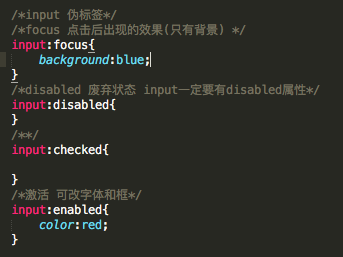 /*input 伪标签*/
/*focus 点击后出现的效果(只有背景) */
input:focus{
    background:blue;
}
/*disabled 废弃状态 input一定要有disabled属性*/
input:disabled{
}
/**/
input:checked{

}
/*激活 可改字体和框*/
input:enabled{
    color:red;
}